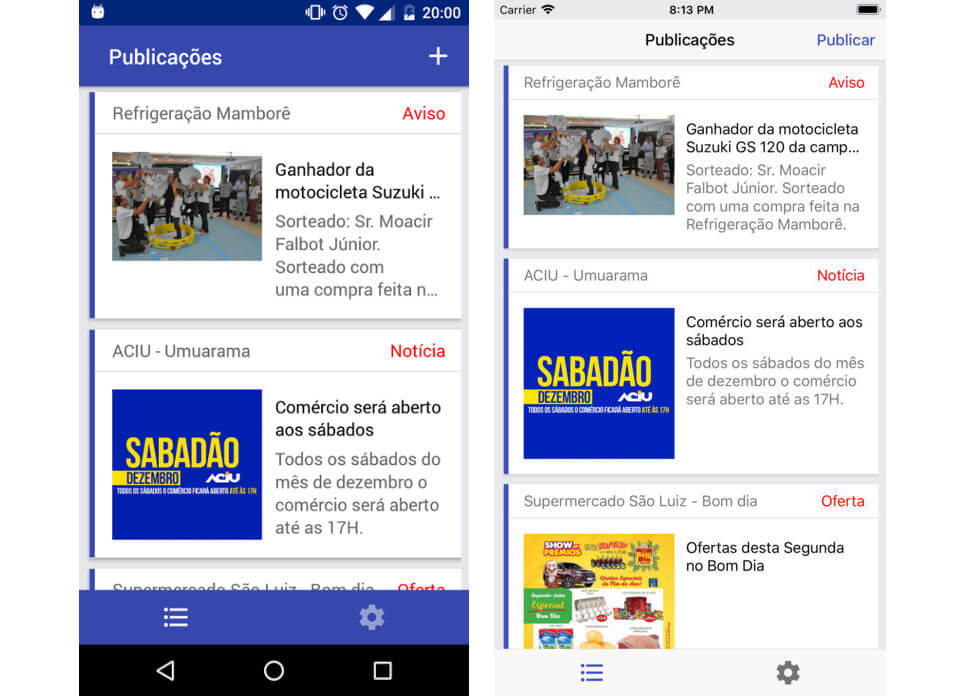 20:00
Publicações
+
Refrigeração Mamborê
Aviso
Ganhador da
motocicleta Suzuki ...
Sorteado: Sr. Moacir
Falbot Júnior.
Sorteado com
uma compra feita n...
ACIU - Umuarama
Notícia
SABADÃO
DEZEMBRO
ACIU
TODOS OS SÁBADOS O COMÉRCIO FICARÁ ABERTO ATÉ ÀS 17H
Comércio será aberto
aos sábados
Todos os sábados do
mês de dezembro o
comércio será aberto
até as 17H.
Supermercado São Luiz - Bom dia
Oferta
Carrier
8:13 PM
Publicações
Publicar
Refrigeração Mamborê
Aviso
Ganhador da motocicleta
Suzuki GS 120 da camp...
Sorteado: Sr. Moacir
Falbot Júnior. Sorteado
com uma compra feita na
Refrigeração Mamborê.
ACIU - Umuarama
Notícia
SABADÃO
DEZEMBRO
ACIU
TODOS OS SÁBADOS O COMÉRCIO FICARÁ ABERTO ATÉ ÀS 17H
Comércio será aberto aos
sábados
Todos os sábados do mês
de dezembro o comércio
será aberto até as 17H.
Supermercado São Luiz - Bom dia
Oferta
SHOW DE
PRÊMIOS
Ofertas Especiais
Segunda-feira
Especial
Bom Dia
Ofertas desta Segunda
no Bom Dia